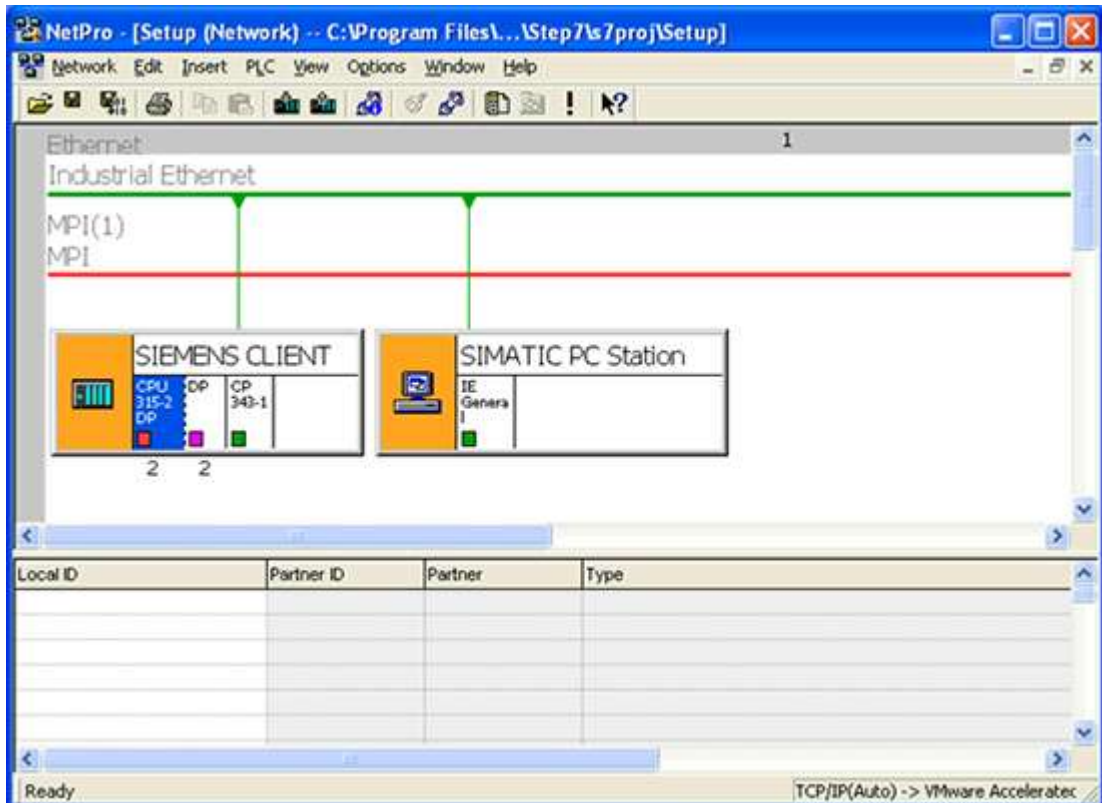 NetPro - [Setup (Network) -- C:\Program Files\...\Step7\s7proj\Setup]
Network Edit Insert PLC View Options Window Help
1
Ethernet
Industrial Ethernet
MPI(1)
MPI
SIEMENS CLIENT
CPU
315-2
DP
DP
CP
343-1
2
2
SIMATIC PC Station
IE
Genera
l
Local ID Partner ID Partner Type
Ready
TCP/IP(Auto) -> VMware Acceleratec